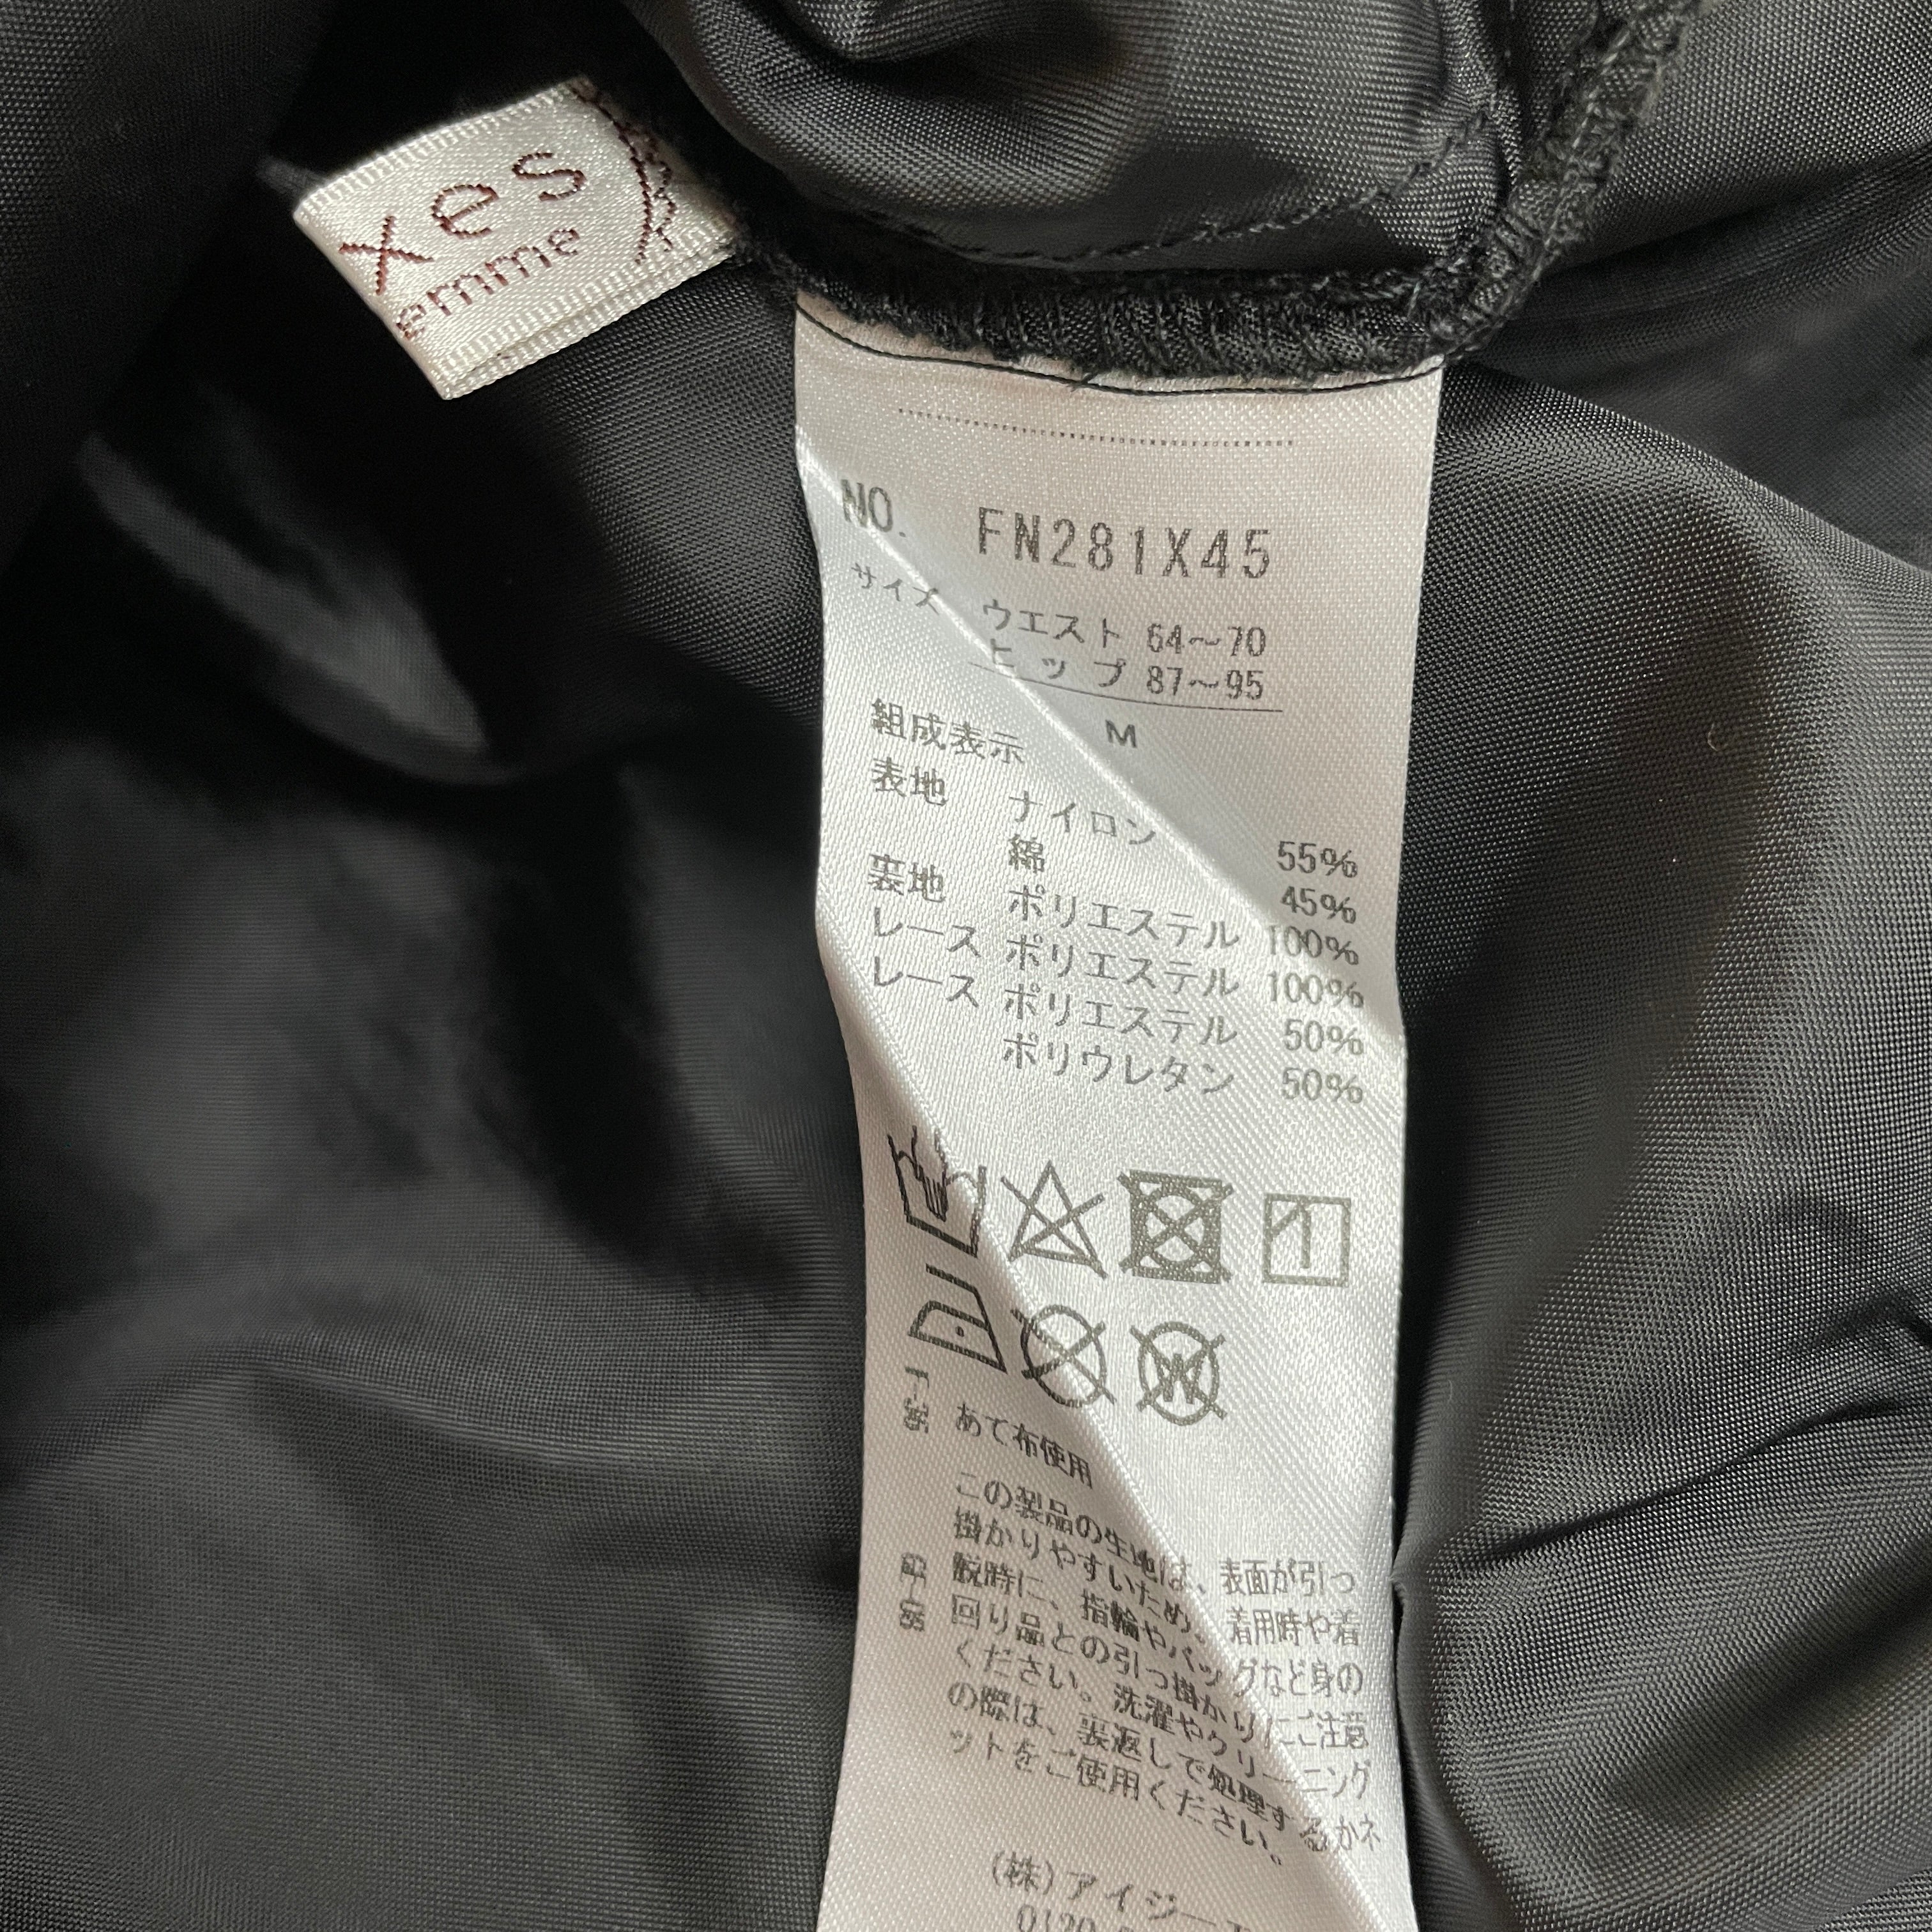 xes
emme
NO. FN281X45
サイズ ウエスト 64～70
ヒップ 87～95
M
組成表示
表地 ナイロン 55%
綿 45%
裏地 ポリエステル 100%
レース ポリエステル 100%
レース ポリエステル 50%
ポリウレタン 50%
W
あて布使用
この製品の生地は、表面が引っ
掛かりやすいため、着用時や着
脱時に、指輪やバッグなど身の
回り品との引っ掛かりにご注意
ください。洗濯やクリーニング
の際は、裏返しで処理するかネ
ットをご使用ください。
(株)アイジー
0120